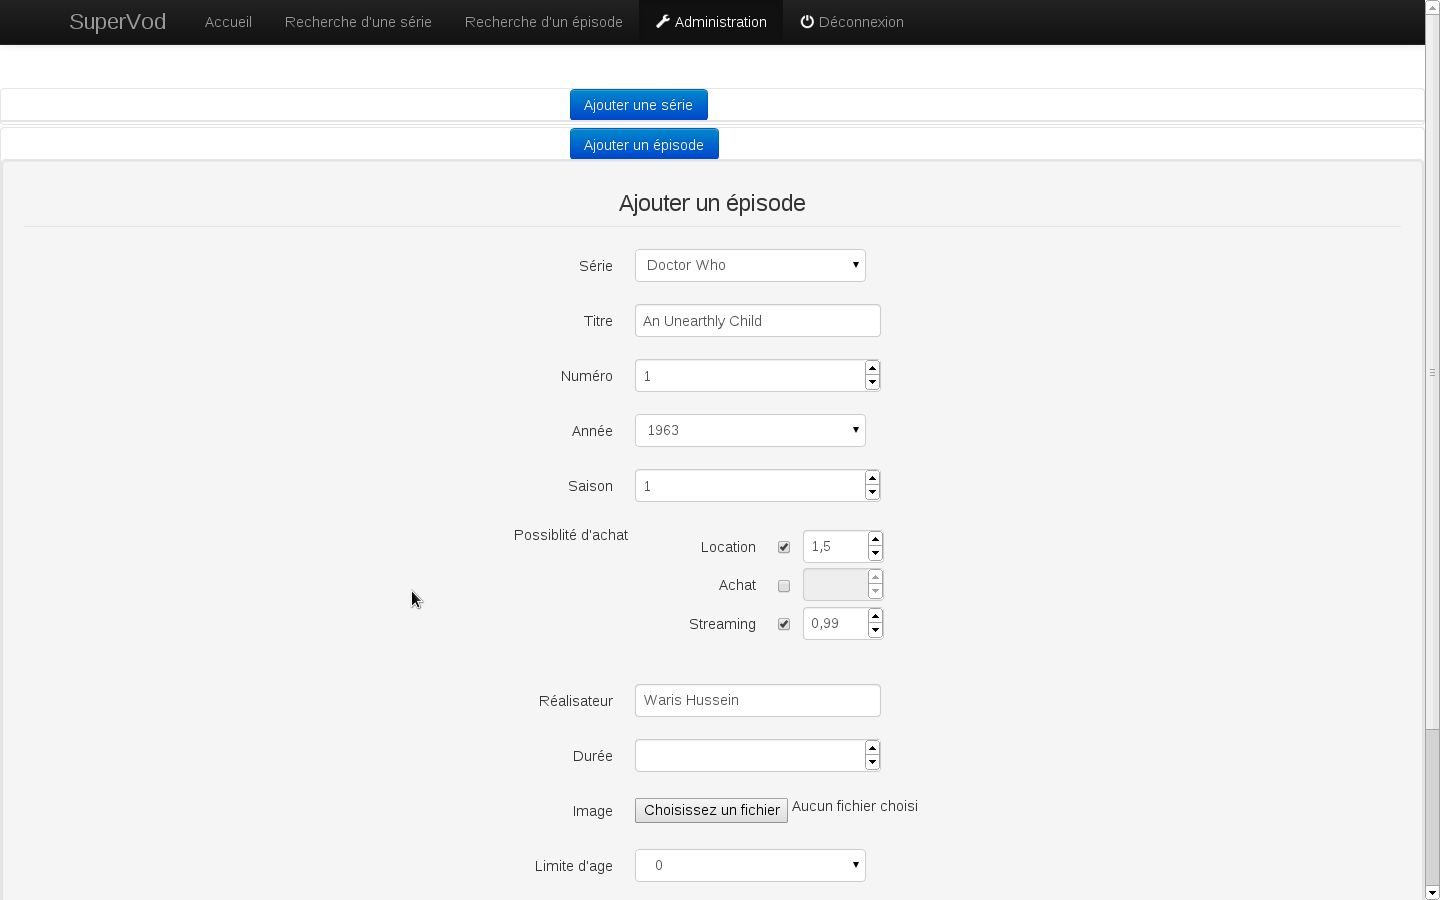 SuperVod Accueil Recherche d'une série Recherche d'un épisode Administration Déconnexion
Ajouter une série
Ajouter un épisode
Ajouter un épisode
Série Doctor Who
Titre An Unearthly Child
Numéro 1
Année 1963
Saison 1
Possiblité d'achat
Location 1,5
Achat
Streaming 0,99
Réalisateur Waris Hussein
Durée
Image Choisissez un fichier Aucun fichier choisi
Limite d'age 0